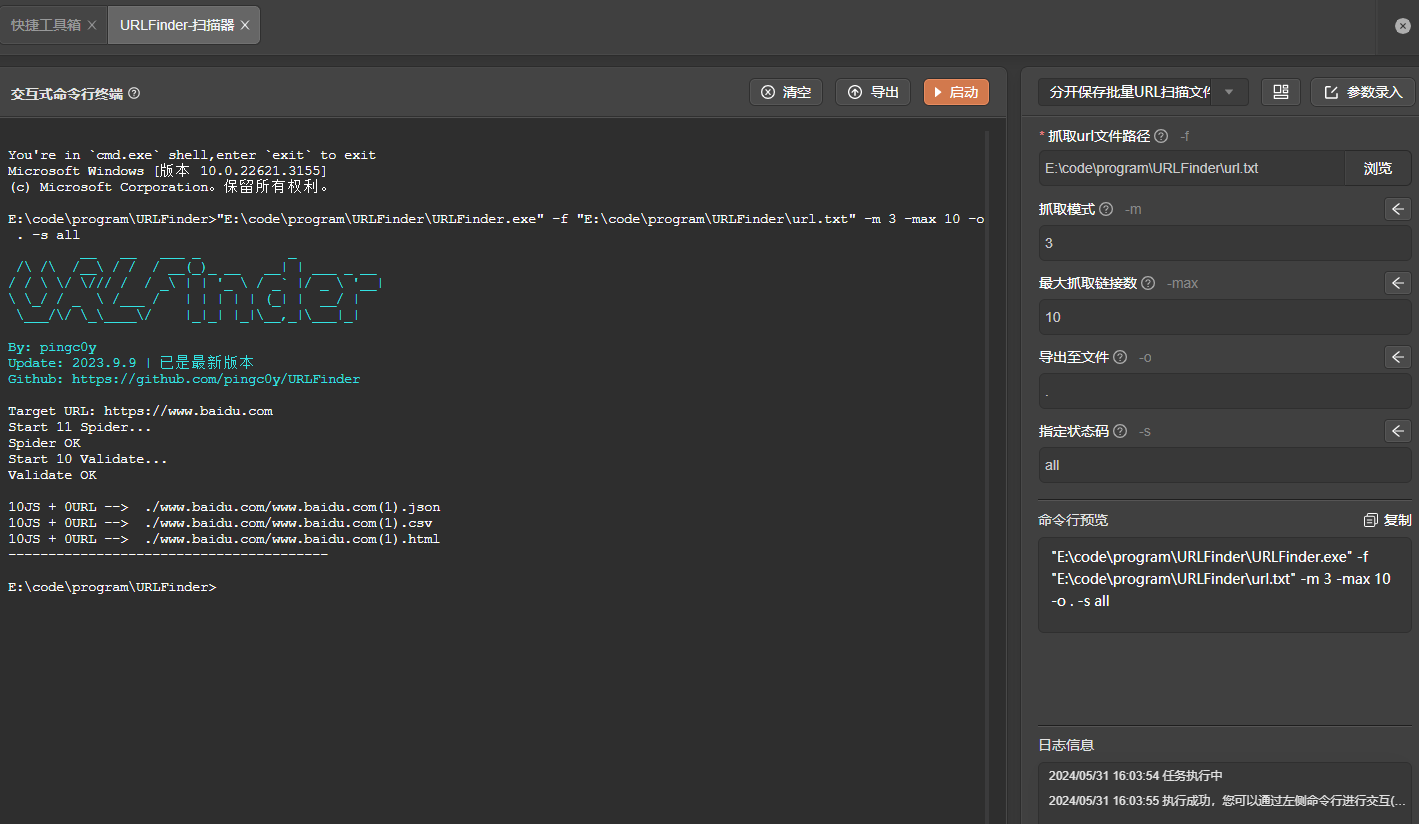 快捷工具箱
URLFinder-扫描器
交互式命令行终端
清空
导出
启动
You're in `cmd.exe` shell,enter `exit` to exit
Microsoft Windows [版本 10.0.22621.3155]
(c) Microsoft Corporation。保留所有权利。
E:\code\program\URLFinder>"E:\code\program\URLFinder\URLFinder.exe" -f "E:\code\program\URLFinder\url.txt" -m 3 -max 10 -o
. -s all
URLFinder
By: pingc0y
Update: 2023.9.9 | 已是最新版本
Github: https://github.com/pingc0y/URLFinder
Target URL: https://www.baidu.com
Start 11 Spider...
Spider OK
Start 10 Validate...
Validate OK
10JS + 0URL --> ./www.baidu.com/www.baidu.com(1).json
10JS + 0URL --> ./www.baidu.com/www.baidu.com(1).csv
10JS + 0URL --> ./www.baidu.com/www.baidu.com(1).html
----------------------------------------
E:\code\program\URLFinder>
分开保存批量URL扫描文件
参数录入
* 抓取url文件路径 -f
E:\code\program\URLFinder\url.txt
浏览
抓取模式 -m
3
最大抓取链接数 -max
10
导出至文件 -o
.
指定状态码 -s
all
命令行预览
复制
"E:\code\program\URLFinder\URLFinder.exe" -f
"E:\code\program\URLFinder\url.txt" -m 3 -max 10
-o . -s all
日志信息
2024/05/31 16:03:54 任务执行中
2024/05/31 16:03:55 执行成功，您可以通过左侧命令行进行交互(...